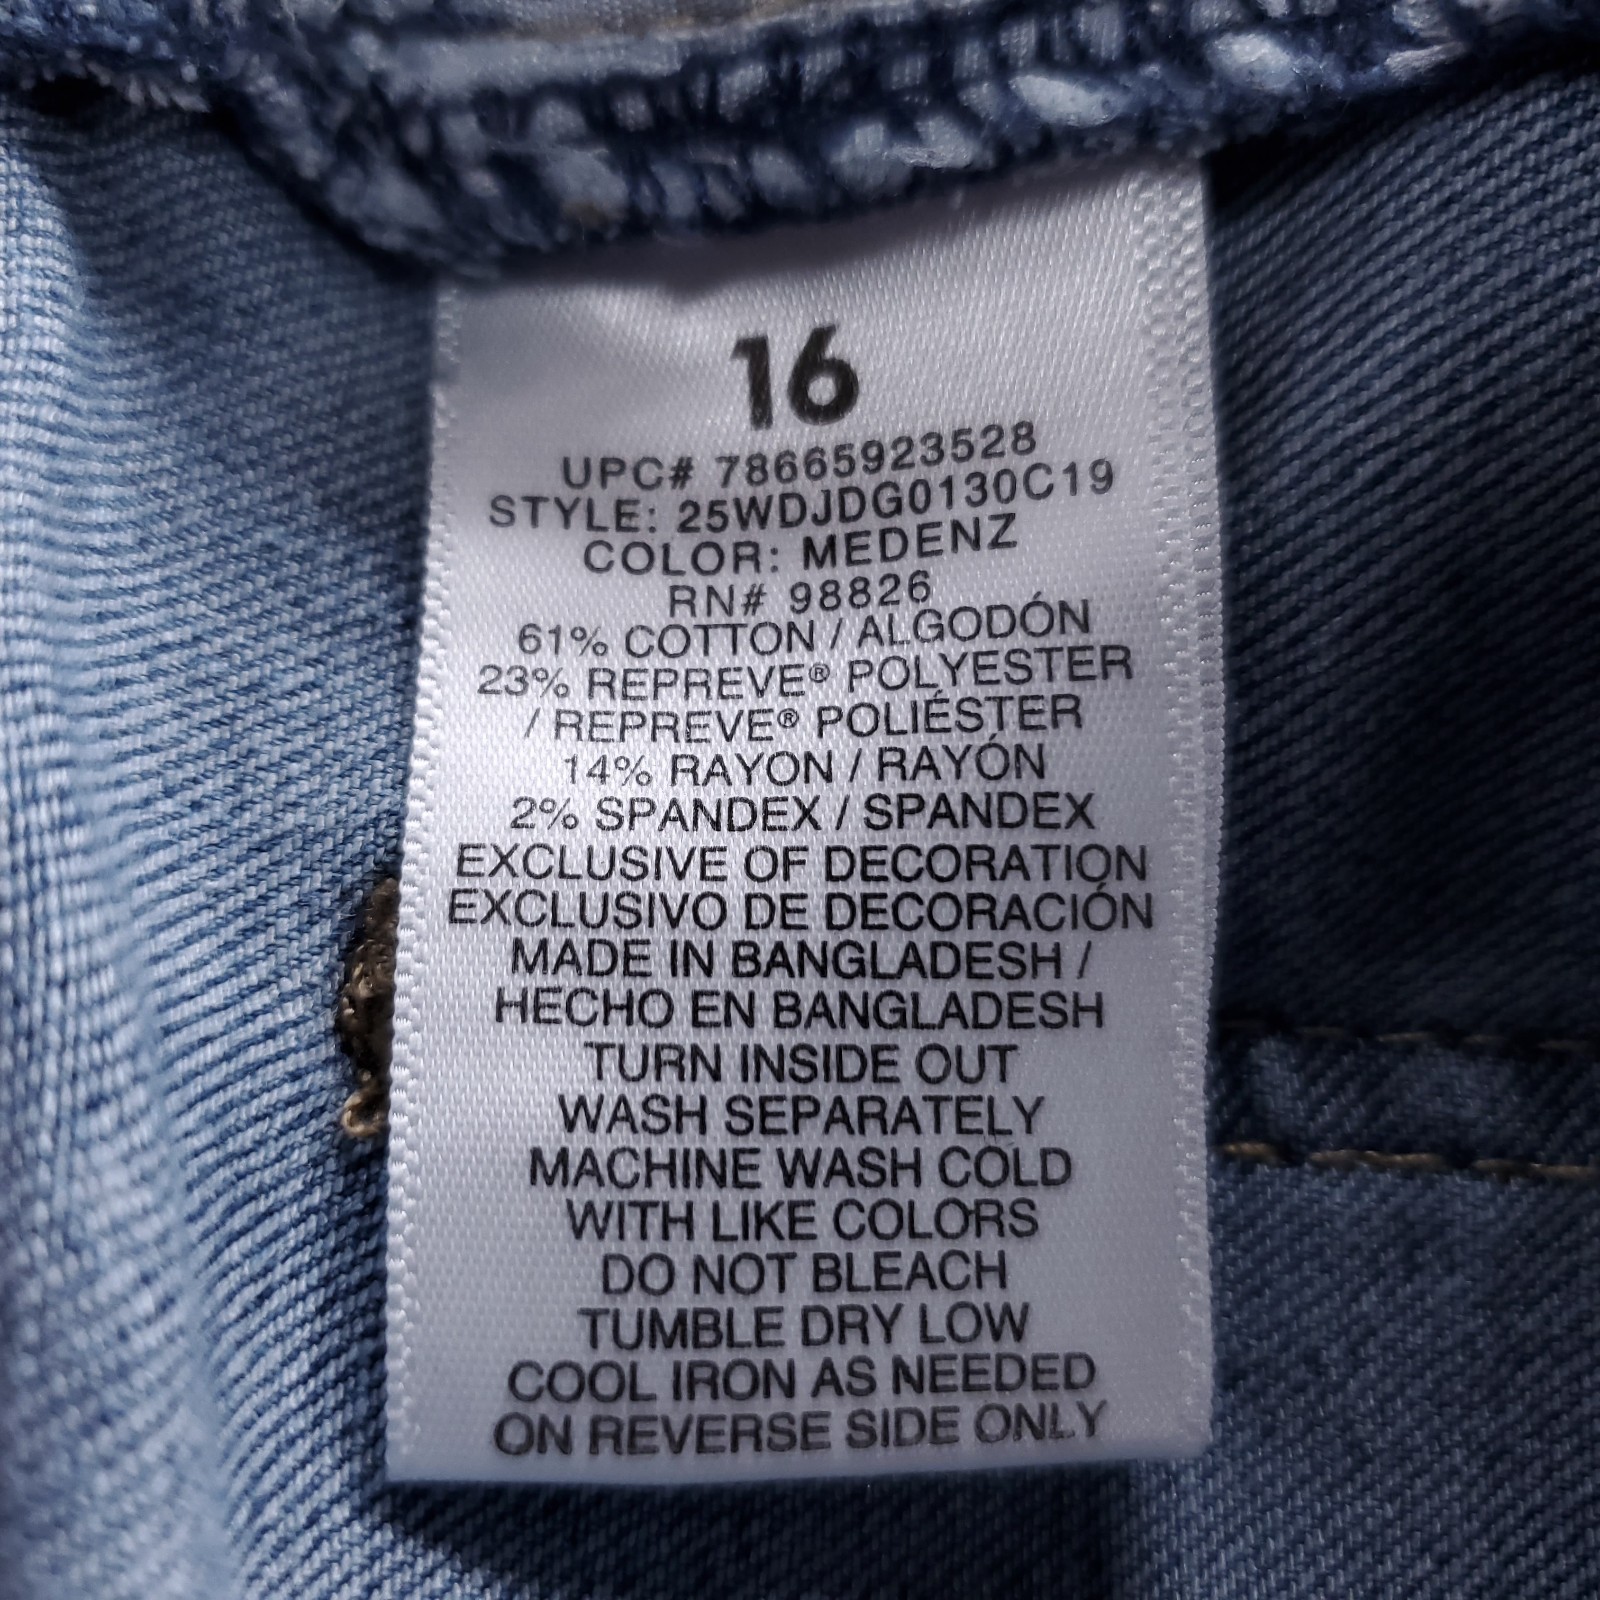 16
UPC# 78665923528
STYLE: 25WDJDG0130C19
COLOR: MEDENZ
RN# 98826
61% COTTON / ALGODÓN
23% REPREVE® POLYESTER
/ REPREVE® POLIÉSTER
14% RAYON / RAYÓN
2% SPANDEX / SPANDEX
EXCLUSIVE OF DECORATION
EXCLUSIVO DE DECORACIÓN
MADE IN BANGLADESH /
HECHO EN BANGLADESH
TURN INSIDE OUT
WASH SEPARATELY
MACHINE WASH COLD
WITH LIKE COLORS
DO NOT BLEACH
TUMBLE DRY LOW
COOL IRON AS NEEDED
ON REVERSE SIDE ONLY